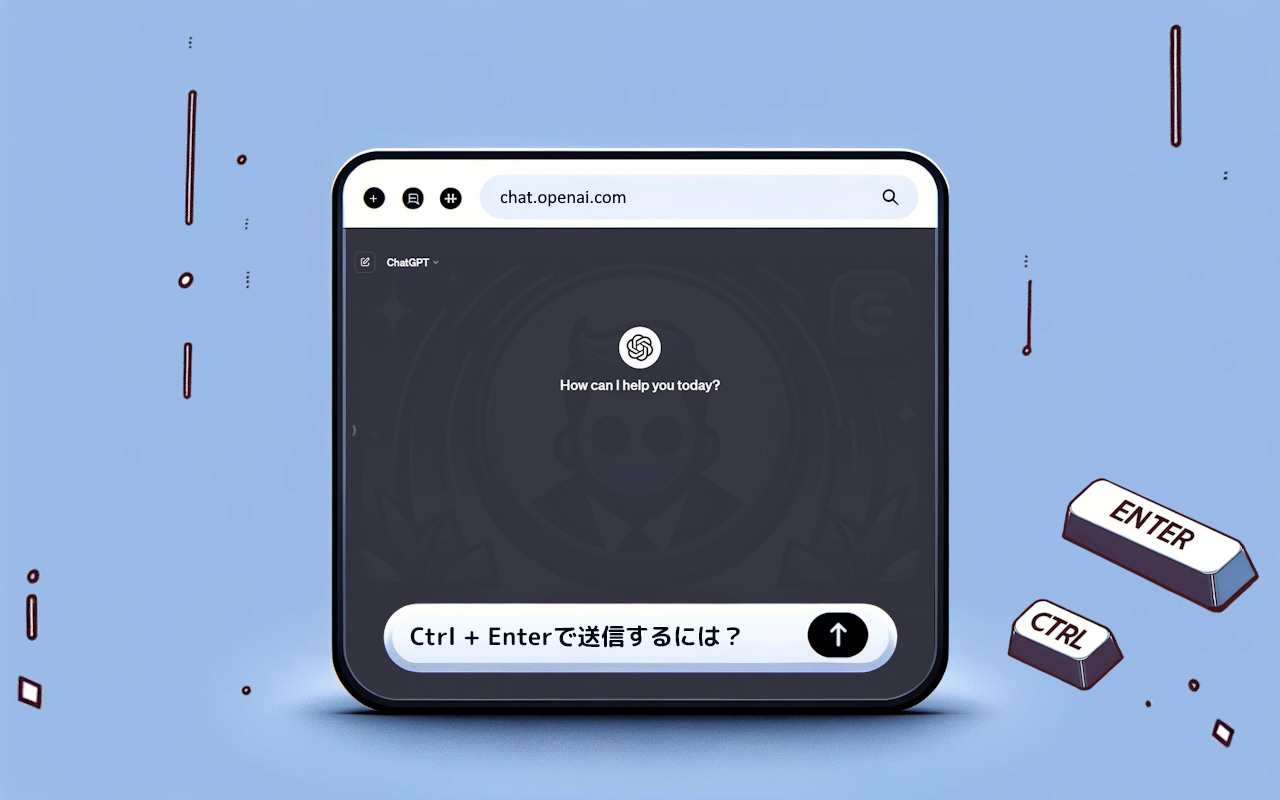 chat.openai.com
ChatGPT
How can I help you today?
ENTER
CTRL
Ctrl + Enterで送信するには？